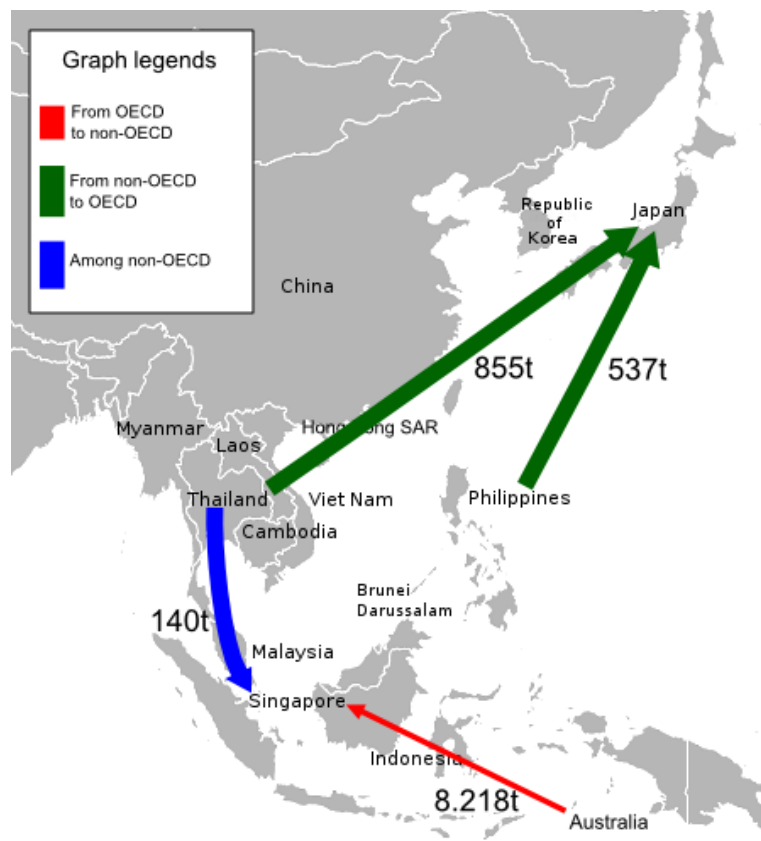 Graph legends
From OECD
to non-OECD
From non-OECD
to OECD
Among non-OECD
Republic
of
Korea
Japan
China
855t
537t
Myanmar
Hong Kong SAR
Laos
Thailand
Viet Nam
Philippines
Cambodia
Brunei
Darussalam
140t
Malaysia
Singapore
Indonesia
8.218t
Australia